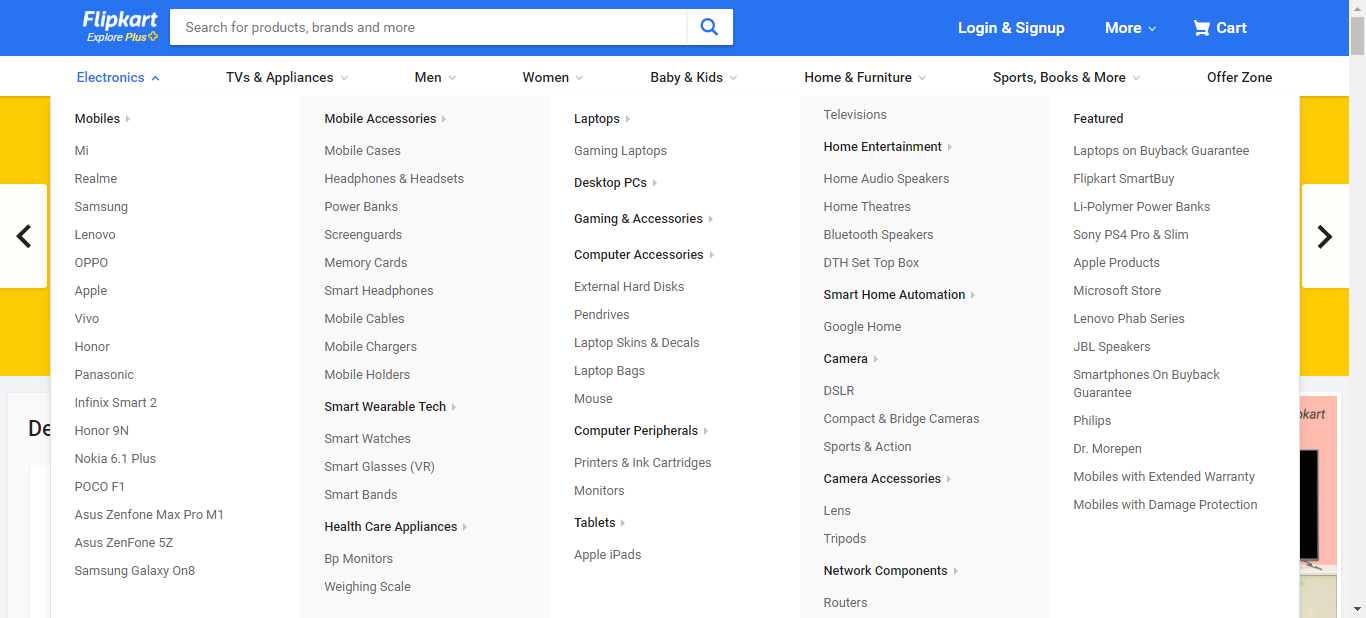 Flipkart
Explore Plus
Search for products, brands and more
Login & Signup
More
Cart
Electronics
TVs & Appliances
Men
Women
Baby & Kids
Home & Furniture
Sports, Books & More
Offer Zone
Mobiles
Mi
Realme
Samsung
Lenovo
OPPO
Apple
Vivo
Honor
Panasonic
Infinix Smart 2
Honor 9N
Nokia 6.1 Plus
POCO F1
Asus Zenfone Max Pro M1
Asus ZenFone 5Z
Samsung Galaxy On8
Mobile Accessories
Mobile Cases
Headphones & Headsets
Power Banks
Screenguards
Memory Cards
Smart Headphones
Mobile Cables
Mobile Chargers
Mobile Holders
Smart Wearable Tech
Smart Watches
Smart Glasses (VR)
Smart Bands
Health Care Appliances
Bp Monitors
Weighing Scale
Laptops
Gaming Laptops
Desktop PCs
Gaming & Accessories
Computer Accessories
External Hard Disks
Pendrives
Laptop Skins & Decals
Laptop Bags
Mouse
Computer Peripherals
Printers & Ink Cartridges
Monitors
Tablets
Apple iPads
Televisions
Home Entertainment
Home Audio Speakers
Home Theatres
Bluetooth Speakers
DTH Set Top Box
Smart Home Automation
Google Home
Camera
DSLR
Compact & Bridge Cameras
Sports & Action
Camera Accessories
Lens
Tripods
Network Components
Routers
Featured
Laptops on Buyback Guarantee
Flipkart SmartBuy
Li-Polymer Power Banks
Sony PS4 Pro & Slim
Apple Products
Microsoft Store
Lenovo Phab Series
JBL Speakers
Smartphones On Buyback
Guarantee
Philips
Dr. Morepen
Mobiles with Extended Warranty
Mobiles with Damage Protection
De
kart